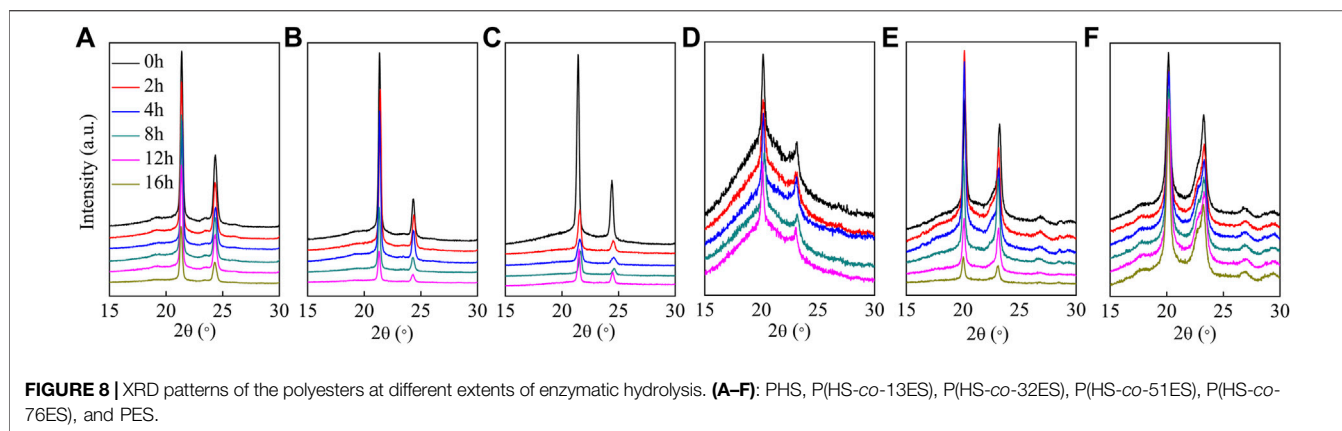 A B C D E F
0h
2h
4h
8h
12h
16h
Intensity (a.u.)
15 20 25 30 15 20 25 30 15 20 25 30 15 20 25 30 15 20 25 30 15 20 25 30
2θ (°) 2θ (°) 2θ (°) 2θ (°) 2θ (°) 2θ (°)
FIGURE 8 | XRD patterns of the polyesters at different extents of enzymatic hydrolysis. (A–F): PHS, P(HS-co-13ES), P(HS-co-32ES), P(HS-co-51ES), P(HS-co-
76ES), and PES.